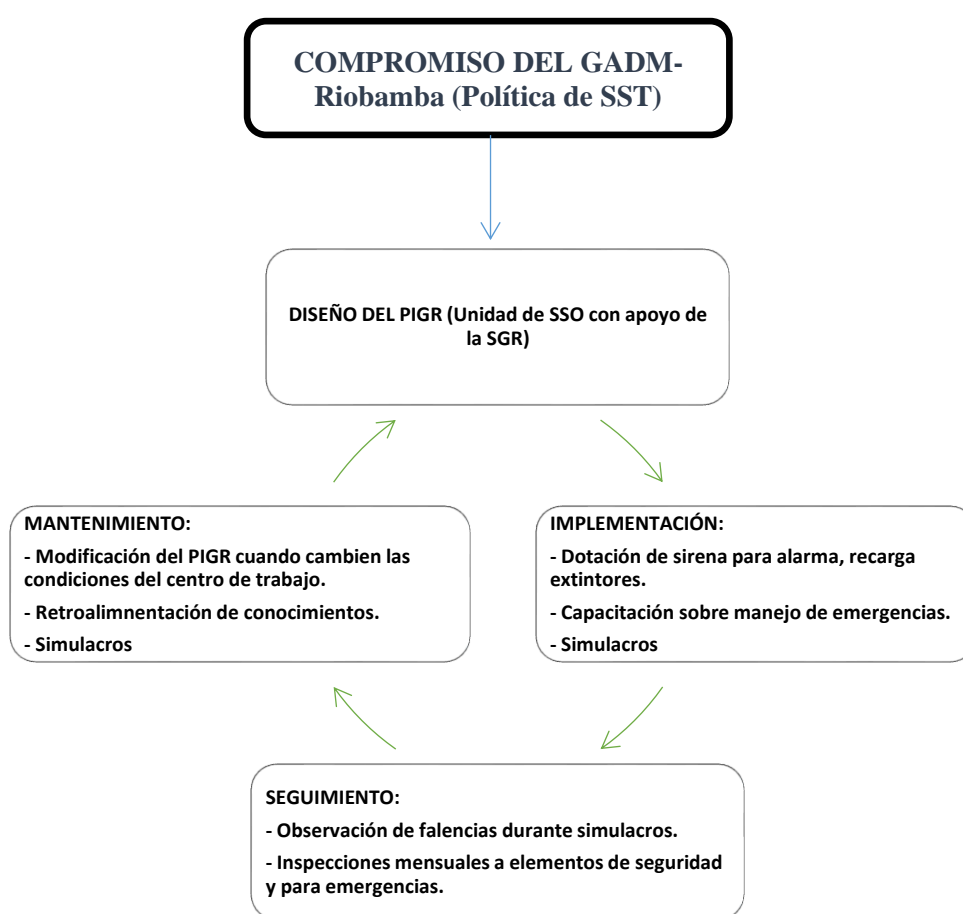 COMPROMISO DEL GADM-
Riobamba (Política de SST)
DISEÑO DEL PIGR (Unidad de SSO con apoyo de
la SGR)
MANTENIMIENTO:
- Modificación del PIGR cuando cambien las
condiciones del centro de trabajo.
- Retroalimnentación de conocimientos.
- Simulacros
IMPLEMENTACIÓN:
- Dotación de sirena para alarma, recarga
extintores.
- Capacitación sobre manejo de emergencias.
- Simulacros
SEGUIMIENTO:
- Observación de falencias durante simulacros.
- Inspecciones mensuales a elementos de seguridad
y para emergencias.